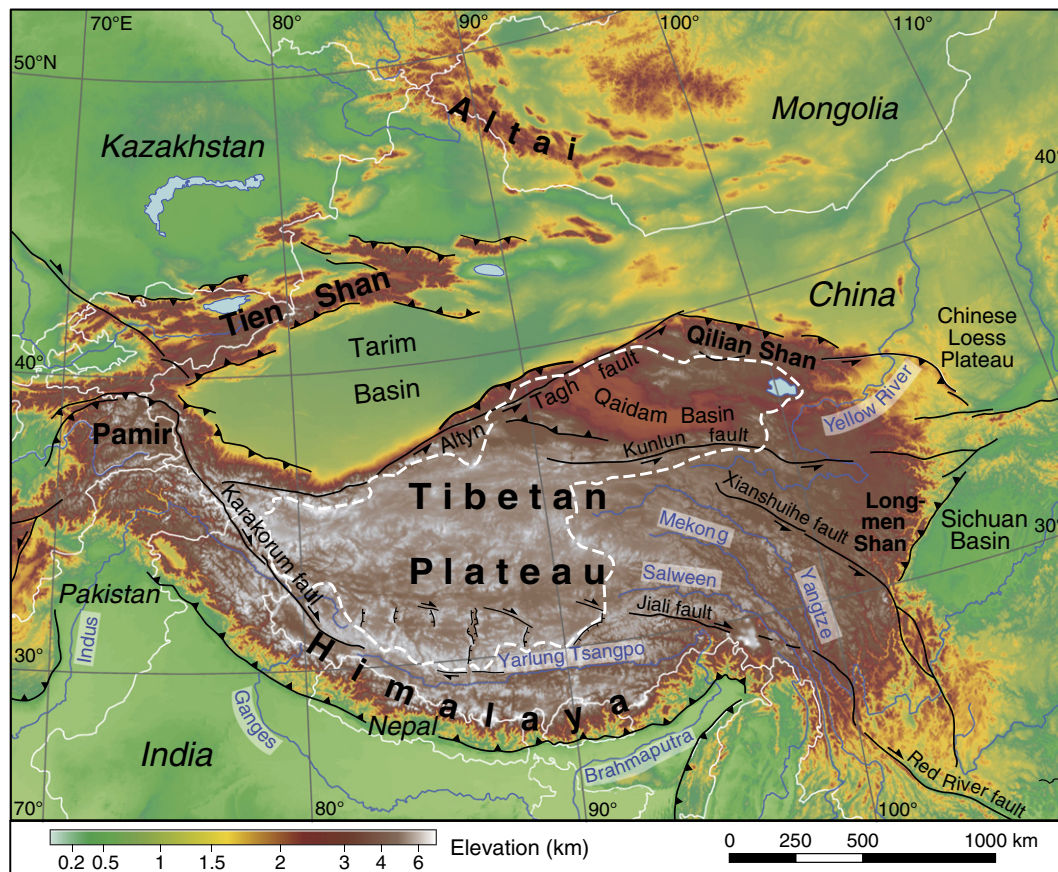 70°E
80°
90°
100°
110°
50°N
Altai
Mongolia
Kazakhstan
40°
Tien Shan
China
Chinese
Loess
Plateau
Tarim
Basin
Qilian Shan
40°
Altyn Tagh fault
Qaidam Basin
Yellow River
Pamir
Kunlun fault
Tibetan
Plateau
Xianshuihe fault
Long-
men
Shan
30°
Sichuan
Basin
Karakorum fault
Mekong
Salween
Yangtze
Jiali fault
Pakistan
Indus
30°
Yarlung Tsangpo
Himalaya
Nepal
Ganges
India
Brahmaputra
Red River fault
70°
80°
90°
100°
0.2 0.5 1 1.5 2 3 4 6
Elevation (km)
0 250 500 1000 km